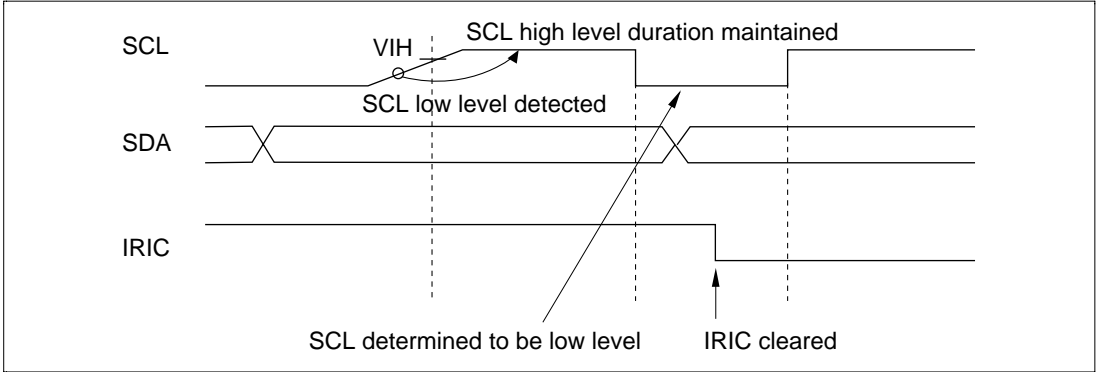 SCL high level duration maintained
SCL
VIH
SCL low level detected
SDA
IRIC
SCL determined to be low level
IRIC cleared